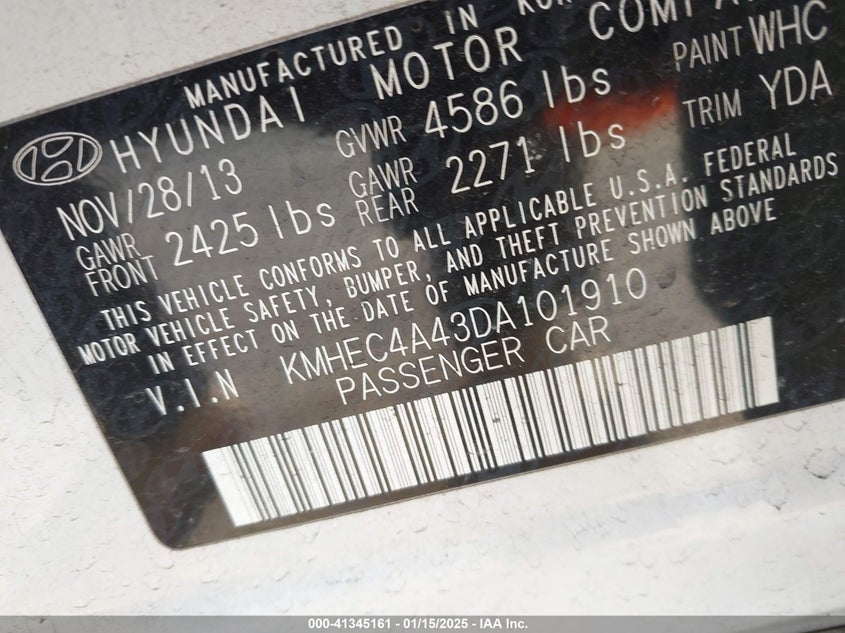 MANUFACTURED IN
HYUNDAI MOTOR
NOV/28/13 GVWR 4586 lbs PAINT WHC
GAWR FRONT 2425 lbs GAWR REAR 2271 lbs TRIM YDA
THIS VEHICLE CONFORMS TO ALL APPLICABLE U.S.A. FEDERAL
MOTOR VEHICLE SAFETY, BUMPER, AND THEFT PREVENTION STANDARDS
IN EFFECT ON THE DATE OF MANUFACTURE SHOWN ABOVE
V.I.N KMHEC4A43DA101910
PASSENGER CAR
000-41345161 - 01/15/2025 - IAA Inc.